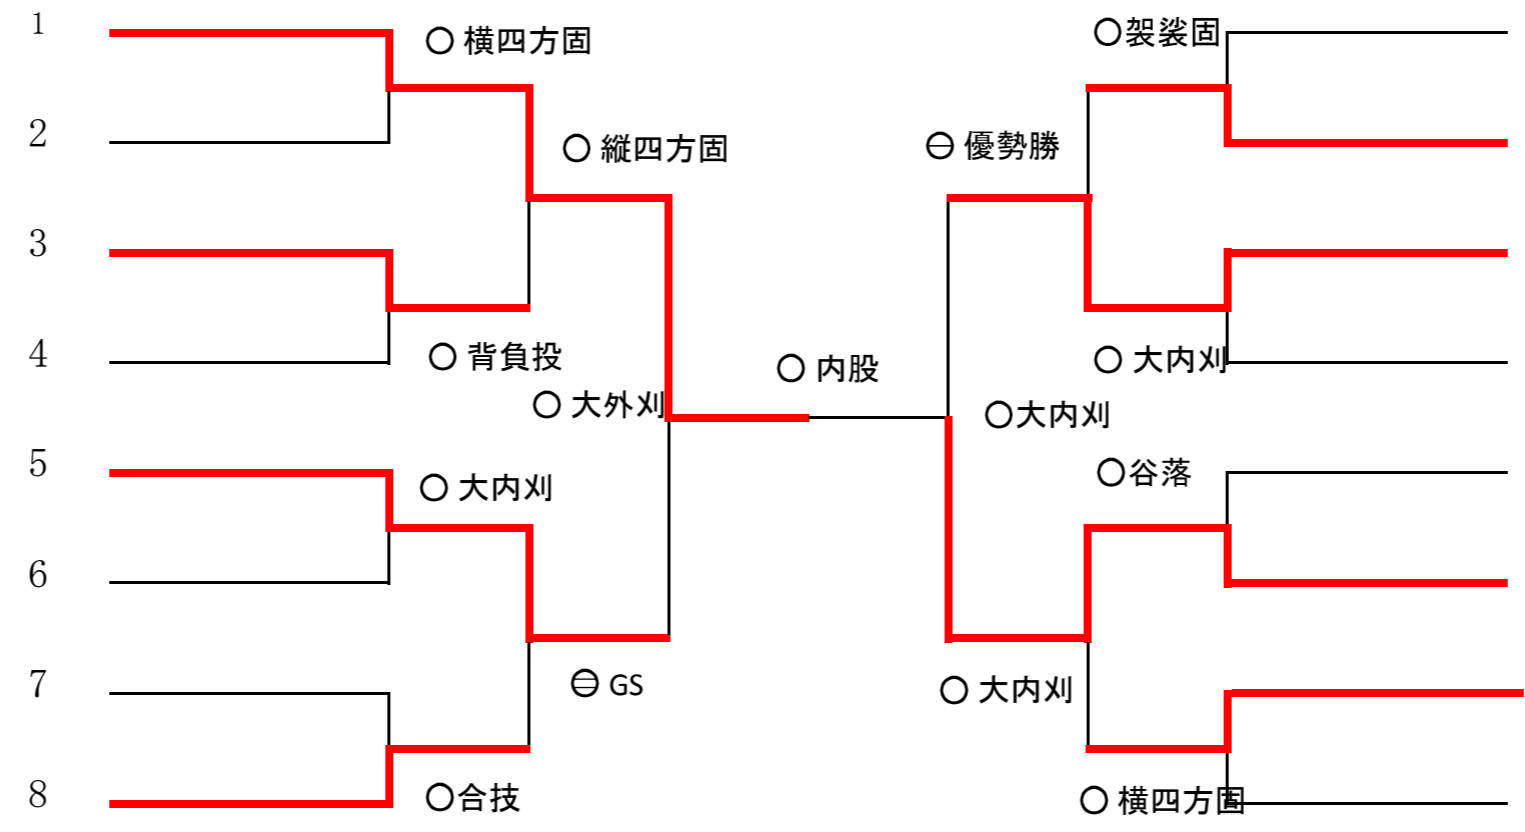 1
○ 横四方固
○袈裟固
2
○ 縦四方固
⊖ 優勢勝
3
4
○ 背負投
○ 内股
○ 大内刈
○ 大外刈
○大内刈
5
○ 大内刈
○谷落
6
7
⊖ GS
○ 大内刈
8
○合技
○ 横四方固